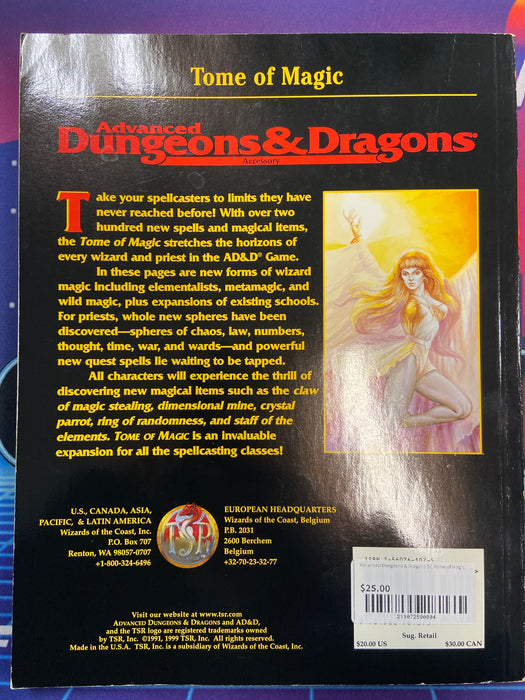 Tome of Magic
Advanced
Dungeons & Dragons®
Accessory
Take your spellcasters to limits they have
never reached before! With over two
hundred new spells and magical items,
the Tome of Magic stretches the horizons of
every wizard and priest in the AD&D® Game.
In these pages are new forms of wizard
magic including elementalists, metamagic, and
wild magic, plus expansions of existing schools.
For priests, whole new spheres have been
discovered—spheres of chaos, law, numbers,
thought, time, war, and wards—and powerful
new quest spells lie waiting to be tapped.
All characters will experience the thrill of
discovering new magical items such as the claw
of magic stealing, dimensional mine, crystal
parrot, ring of randomness, and staff of the
elements. TOME OF MAGIC is an invaluable
expansion for all the spellcasting classes!
U.S., CANADA, ASIA,
PACIFIC, & LATIN AMERICA
Wizards of the Coast, Inc.
P.O. Box 707
Renton, WA 98057-0707
+1-800-324-6496
TSR
EUROPEAN HEADQUARTERS
Wizards of the Coast, Belgium
P.B. 2031
2600 Berchem
Belgium
+32-70-23-32-77
Visit our website at www.tsr.com
ADVANCED DUNGEONS & DRAGONS and AD&D,
and the TSR logo are registered trademarks owned
by TSR, Inc. ©1991, 1999 TSR, Inc. All rights reserved.
Made in the U.S.A. TSR, Inc. is a subsidiary of Wizards of the Coast, Inc.
Advanced Dungeons & Dragons
$25.00
Sug. Retail
$20.00 US
$30.00 CAN